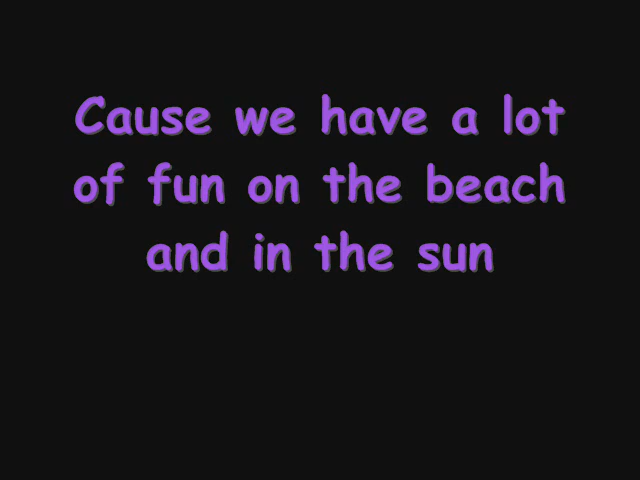 Cause we have a lot
of fun on the beach
and in the sun